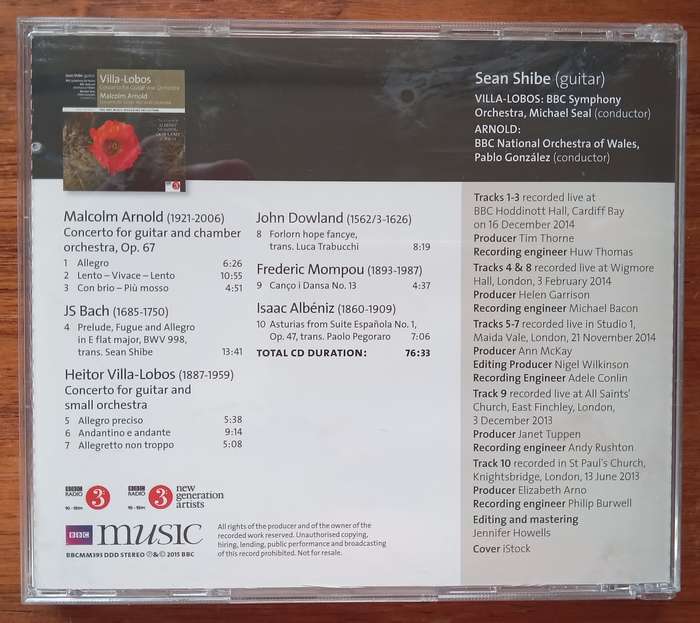 Villa-Lobos
Concerto for Guitar and Orchestra
Malcolm Arnold
Sean Shibe (guitar)
VILLA-LOBOS: BBC Symphony
Orchestra, Michael Seal (conductor)
ARNOLD:
BBC National Orchestra of Wales,
Pablo González (conductor)
Malcolm Arnold (1921-2006)
Concerto for guitar and chamber
orchestra, Op. 67
1 Allegro 6:26
2 Lento – Vivace – Lento 10:55
3 Con brio – Più mosso 4:51
JS Bach (1685-1750)
4 Prelude, Fugue and Allegro
in E flat major, BWV 998,
trans. Sean Shibe 13:41
Heitor Villa-Lobos (1887-1959)
Concerto for guitar and
small orchestra
5 Allegro preciso 5:38
6 Andantino e andante 9:14
7 Allegretto non troppo 5:08
John Dowland (1562/3-1626)
8 Forlorn hope fancye,
trans. Luca Trabucchi 8:19
Frederic Mompou (1893-1987)
9 Canço i Dansa No. 13 4:37
Isaac Albéniz (1860-1909)
10 Asturias from Suite Española No. 1,
Op. 47, trans. Paolo Pegoraro 7:06
TOTAL CD DURATION: 76:33
Tracks 1-3 recorded live at
BBC Hoddinott Hall, Cardiff Bay
on 16 December 2014
Producer Tim Thorne
Recording engineer Huw Thomas
Tracks 4 & 8 recorded live at Wigmore
Hall, London, 3 February 2014
Producer Helen Garrison
Recording engineer Michael Bacon
Tracks 5-7 recorded live in Studio 1,
Maida Vale, London, 21 November 2014
Producer Ann McKay
Editing Producer Nigel Wilkinson
Recording Engineer Adele Conlin
Track 9 recorded live at All Saints'
Church, East Finchley, London,
3 December 2013
Producer Janet Tuppen
Recording engineer Andy Rushton
Track 10 recorded in St Paul's Church,
Knightsbridge, London, 13 June 2013
Producer Elizabeth Arno
Recording engineer Philip Burwell
Editing and mastering
Jennifer Howells
Cover iStock
BBC
RADIO 3
90 - 93FM
BBC
RADIO 3
90 - 93FM
new
generation
artists
BBC music
BBCMM393 DDD STEREO ℗&© 2015 BBC
All rights of the producer and of the owner of the
recorded work reserved. Unauthorised copying,
hiring, lending, public performance and broadcasting
of this record prohibited. Not for resale.